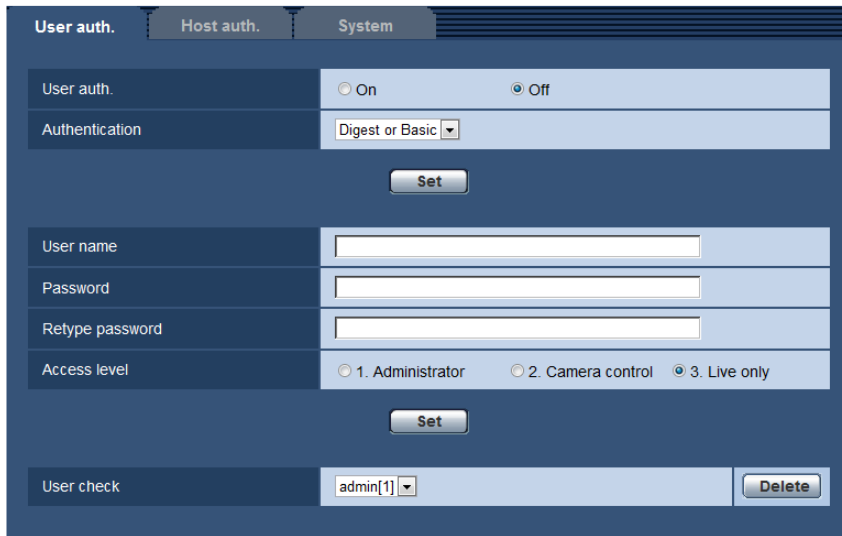 User auth. Host auth. System
User auth. On Off
Authentication Digest or Basic
Set
User name
Password
Retype password
Access level 1. Administrator 2. Camera control 3. Live only
Set
User check admin[1] Delete